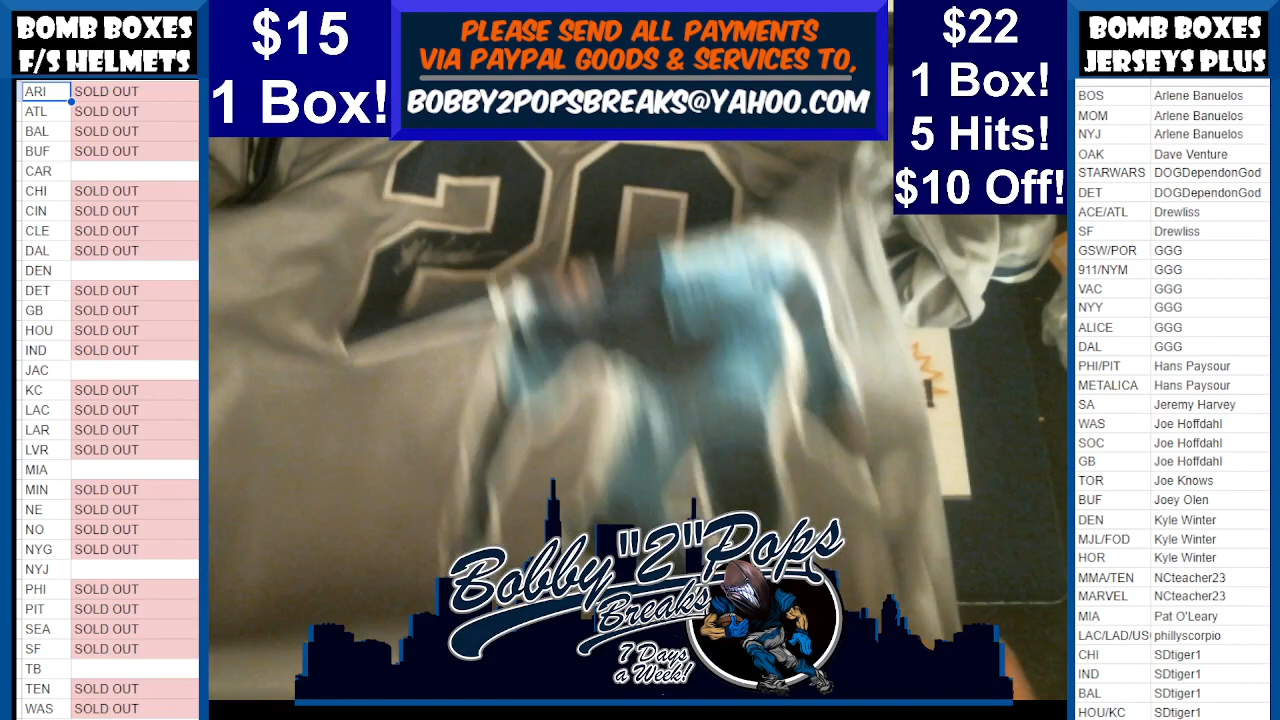 BOMB BOXES
F/S HELMETS
ARI SOLD OUT
ATL SOLD OUT
BAL SOLD OUT
BUF SOLD OUT
CAR
CHI SOLD OUT
CIN SOLD OUT
CLE SOLD OUT
DAL SOLD OUT
DEN
DET SOLD OUT
GB SOLD OUT
HOU SOLD OUT
IND SOLD OUT
JAC
KC SOLD OUT
LAC SOLD OUT
LAR SOLD OUT
LVR SOLD OUT
MIA
MIN SOLD OUT
NE SOLD OUT
NO SOLD OUT
NYG SOLD OUT
NYJ
PHI SOLD OUT
PIT SOLD OUT
SEA SOLD OUT
SF SOLD OUT
TB
TEN SOLD OUT
WAS SOLD OUT
$15
1 Box!
PLEASE SEND ALL PAYMENTS
VIA PAYPAL GOODS & SERVICES TO,
BOBBY2POPSBREAKS@YAHOO.COM
20
Bobby "2" Pops
Breaks
7 Days
a Week!
$22
1 Box!
5 Hits!
$10 Off!
BOMB BOXES
JERSEYS PLUS
BOS Arlene Banuelos
MOM Arlene Banuelos
NYJ Arlene Banuelos
OAK Dave Venture
STARWARS DOGDependonGod
DET DOGDependonGod
ACE/ATL Drewliss
SF Drewliss
GSW/POR GGG
911/NYM GGG
VAC GGG
NYY GGG
ALICE GGG
DAL GGG
PHI/PIT Hans Paysour
METALICA Hans Paysour
SA Jeremy Harvey
WAS Joe Hoffdahl
SOC Joe Hoffdahl
GB Joe Hoffdahl
TOR Joe Knows
BUF Joey Olen
DEN Kyle Winter
MJL/FOD Kyle Winter
HOR Kyle Winter
MMA/TEN NCteacher23
MARVEL NCteacher23
MIA Pat O'Leary
LAC/LAD/US phillyscorpio
CHI SDtiger1
IND SDtiger1
BAL SDtiger1
HOU/KC SDtiger1